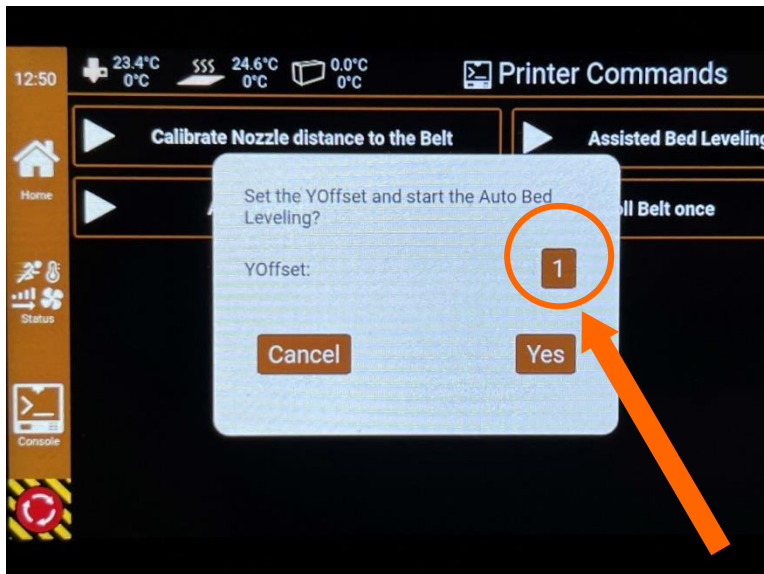 12:50
23.4°C
0°C
24.6°C
0°C
0.0°C
0°C
Printer Commands
Calibrate Nozzle distance to the Belt
Assisted Bed Leveling
Set the YOffset and start the Auto Bed
Leveling?
YOffset:
1
Cancel
Yes
Belt once
Home
Status
>_
Console